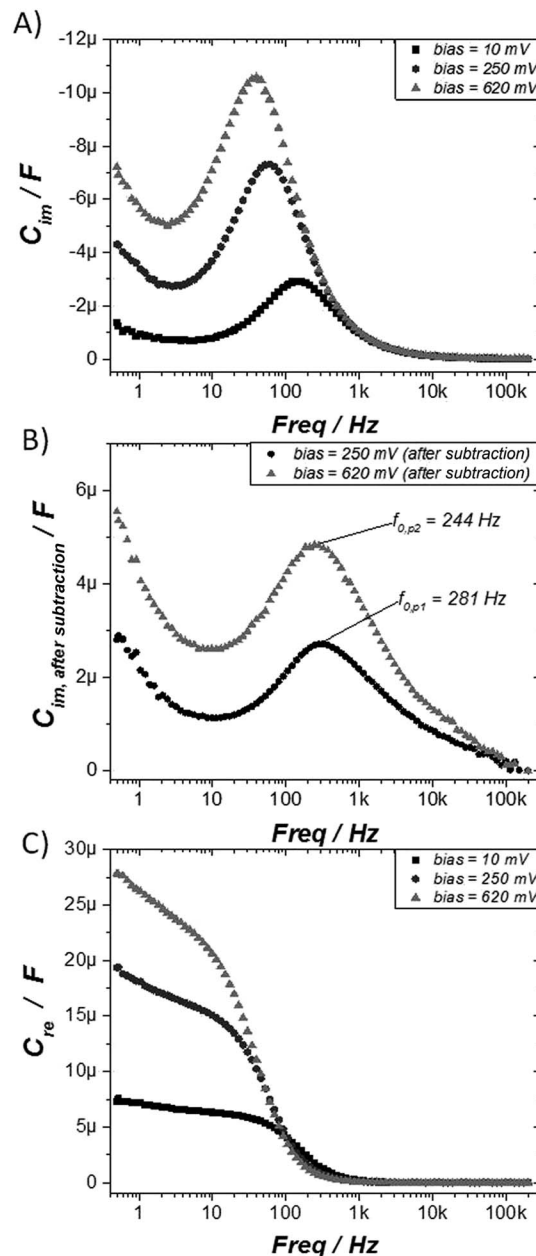 A)
-12µ
-10µ
-8µ
-6µ
-4µ
-2µ
0
C_im / F
bias = 10 mV
bias = 250 mV
bias = 620 mV
1 10 100 1k 10k 100k
Freq / Hz
B)
6µ
4µ
2µ
0
C_im, after subtraction / F
bias = 250 mV (after subtraction)
bias = 620 mV (after subtraction)
f_o,p2 = 244 Hz
f_o,p1 = 281 Hz
1 10 100 1k 10k 100k
Freq / Hz
C)
30µ
25µ
20µ
15µ
10µ
5µ
0
C_re / F
bias = 10 mV
bias = 250 mV
bias = 620 mV
1 10 100 1k 10k 100k
Freq / Hz